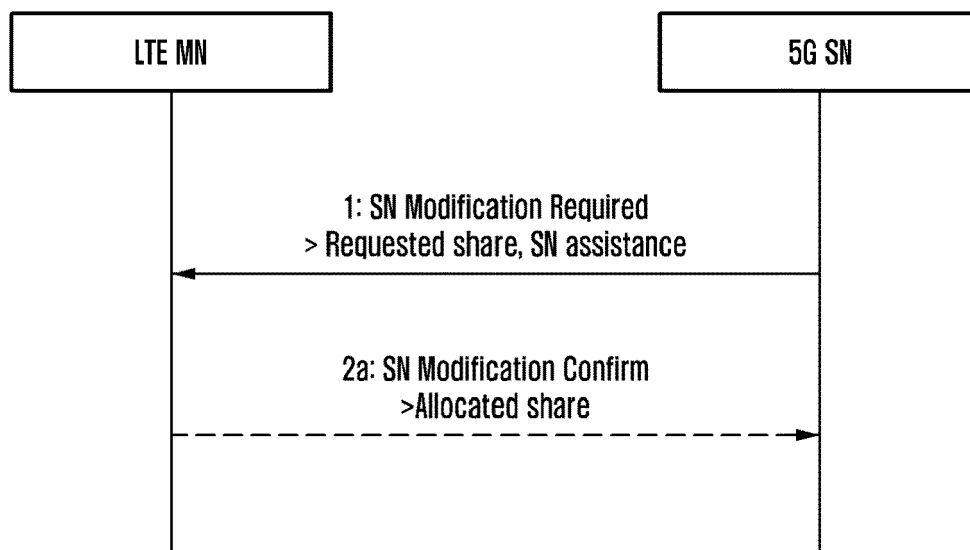 LTE MN
5G SN
1: SN Modification Required
> Requested share, SN assistance
2a: SN Modification Confirm
>Allocated share